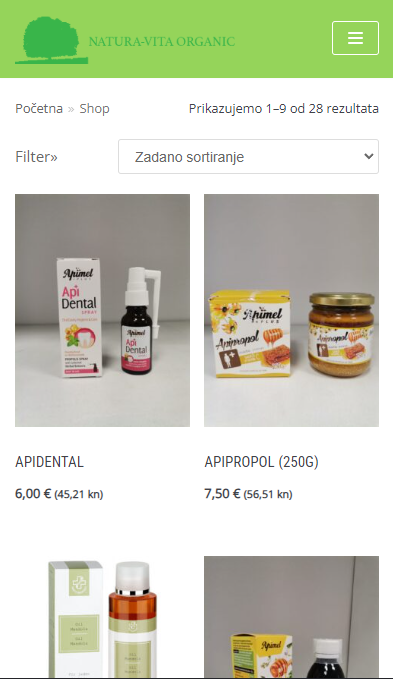 NATURA-VITA ORGANIC
Početna » Shop
Prikazujemo 1–9 od 28 rezultata
Filter»
Zadano sortiranje
Apimel
Api
Dental
SPRAY
Apimel
Api
Dental
Apimel
Apipropol
Apimel
Apipropol
APIDENTAL
6,00 € (45,21 kn)
APIPROPOL (250G)
7,50 € (56,51 kn)
Apimel